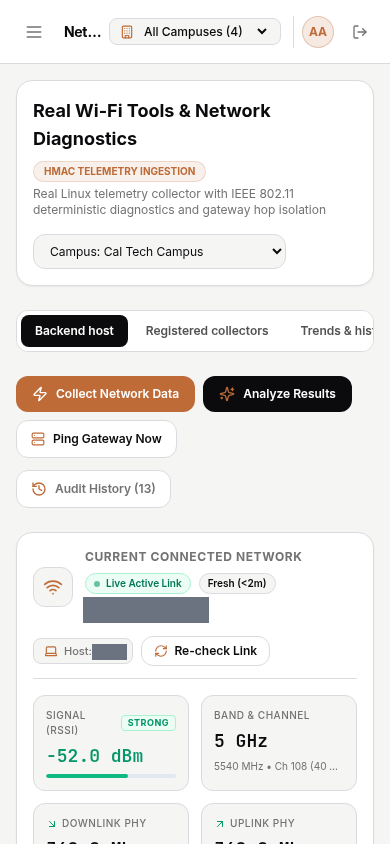 Net...
All Campuses (4)
AA
Real Wi-Fi Tools & Network
Diagnostics
HMAC TELEMETRY INGESTION
Real Linux telemetry collector with IEEE 802.11
deterministic diagnostics and gateway hop isolation
Campus: Cal Tech Campus
Backend host Registered collectors Trends & hist
Collect Network Data Analyze Results
Ping Gateway Now
Audit History (13)
CURRENT CONNECTED NETWORK
Live Active Link Fresh (<2m)
Host: Re-check Link
SIGNAL (RSSI) STRONG
-52.0 dBm
BAND & CHANNEL
5 GHz
5540 MHz • Ch 108 (40 ...
DOWNLINK PHY
UPLINK PHY